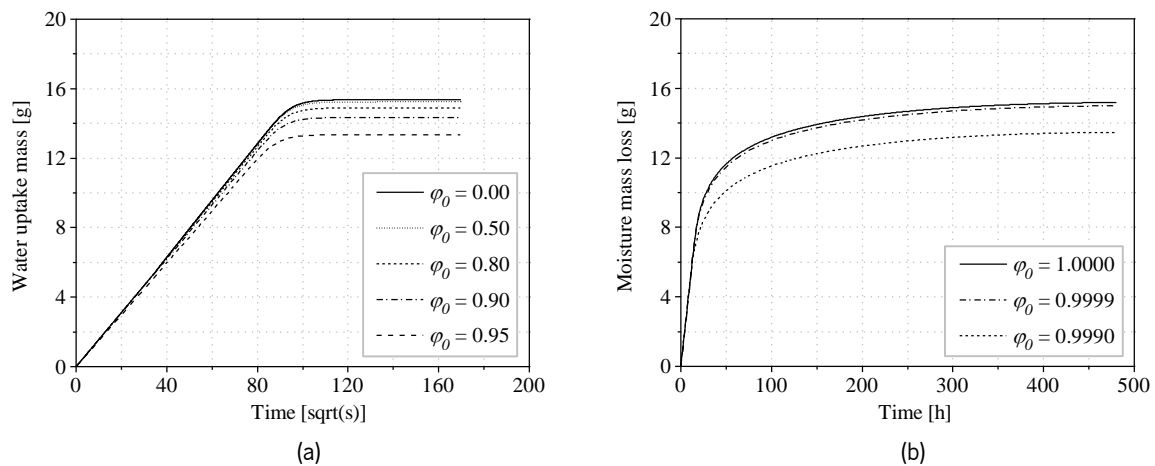 20
16
12
8
4
0
Water uptake mass [g]
φ0 = 0.00
φ0 = 0.50
φ0 = 0.80
φ0 = 0.90
φ0 = 0.95
0 40 80 120 160 200
Time [sqrt(s)]
(a)
20
16
12
8
4
0
Moisture mass loss [g]
φ0 = 1.0000
φ0 = 0.9999
φ0 = 0.9990
0 100 200 300 400 500
Time [h]
(b)